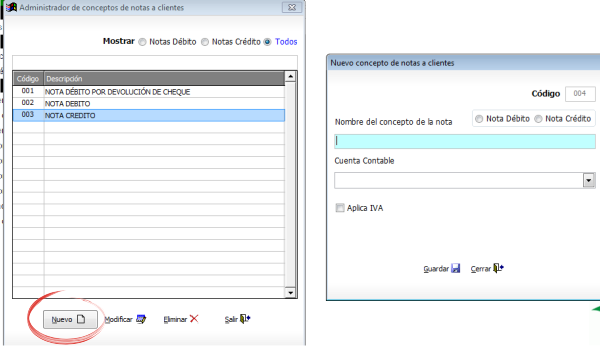 Administrador de conceptos de notas a clientes
Mostrar Notas Débito Notas Crédito Todos
Código Descripción
001 NOTA DÉBITO POR DEVOLUCIÓN DE CHEQUE
002 NOTA DEBITO
003 NOTA CREDITO
Nuevo Modificar Eliminar Salir
Nuevo concepto de notas a clientes
Código 004
Nombre del concepto de la nota Nota Débito Nota Crédito
Cuenta Contable
Aplica IVA
Guardar Cerrar